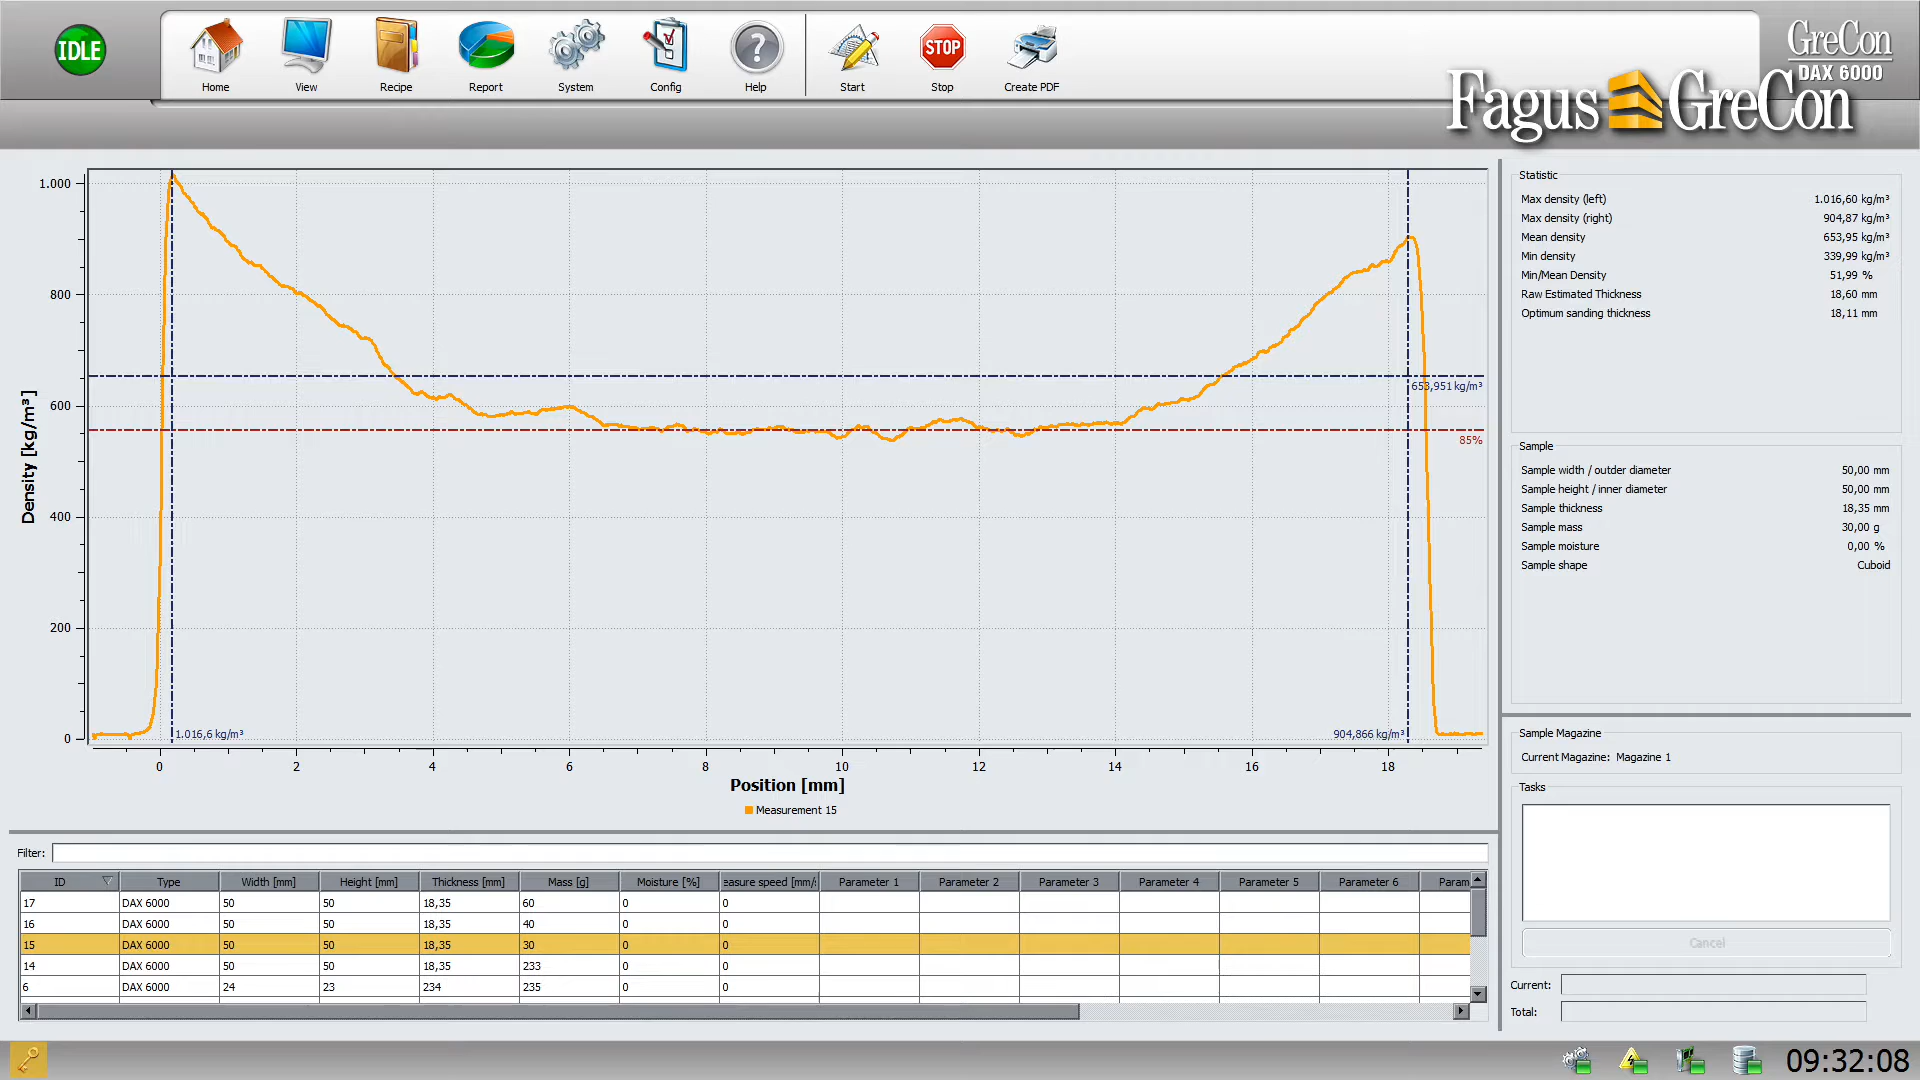 IDLE
Home
View
Recipe
Report
System
Config
Help
STOP
Start
Stop
Create PDF
GreCon
DAX 6000
Fagus GreCon
1.000
800
600
400
200
0
Density [kg/m³]
653,951 kg/m³
85%
1.016,6 kg/m³
904,866 kg/m³
0 2 4 6 8 10 12 14 16 18
Position [mm]
Measurement 15
Statistic
Max density (left) 1.016,60 kg/m³
Max density (right) 904,87 kg/m³
Mean density 653,95 kg/m³
Min density 339,99 kg/m³
Min/Mean Density 51,99 %
Raw Estimated Thickness 18,60 mm
Optimum sanding thickness 18,11 mm
Sample
Sample width / outder diameter 50,00 mm
Sample height / inner diameter 50,00 mm
Sample thickness 18,35 mm
Sample mass 30,00 g
Sample moisture 0,00 %
Sample shape Cuboid
Sample Magazine
Current Magazine: Magazine 1
Tasks
Cancel
Current:
Total:
Filter:
ID Type Width [mm] Height [mm] Thickness [mm] Mass [g] Moisture [%] easure speed [mm/ Parameter 1 Parameter 2 Parameter 3 Parameter 4 Parameter 5 Parameter 6 Param
17 DAX 6000 50 50 18,35 60 0 0
16 DAX 6000 50 50 18,35 40 0 0
15 DAX 6000 50 50 18,35 30 0 0
14 DAX 6000 50 50 18,35 233 0 0
6 DAX 6000 24 23 234 235 0 0
09:32:08